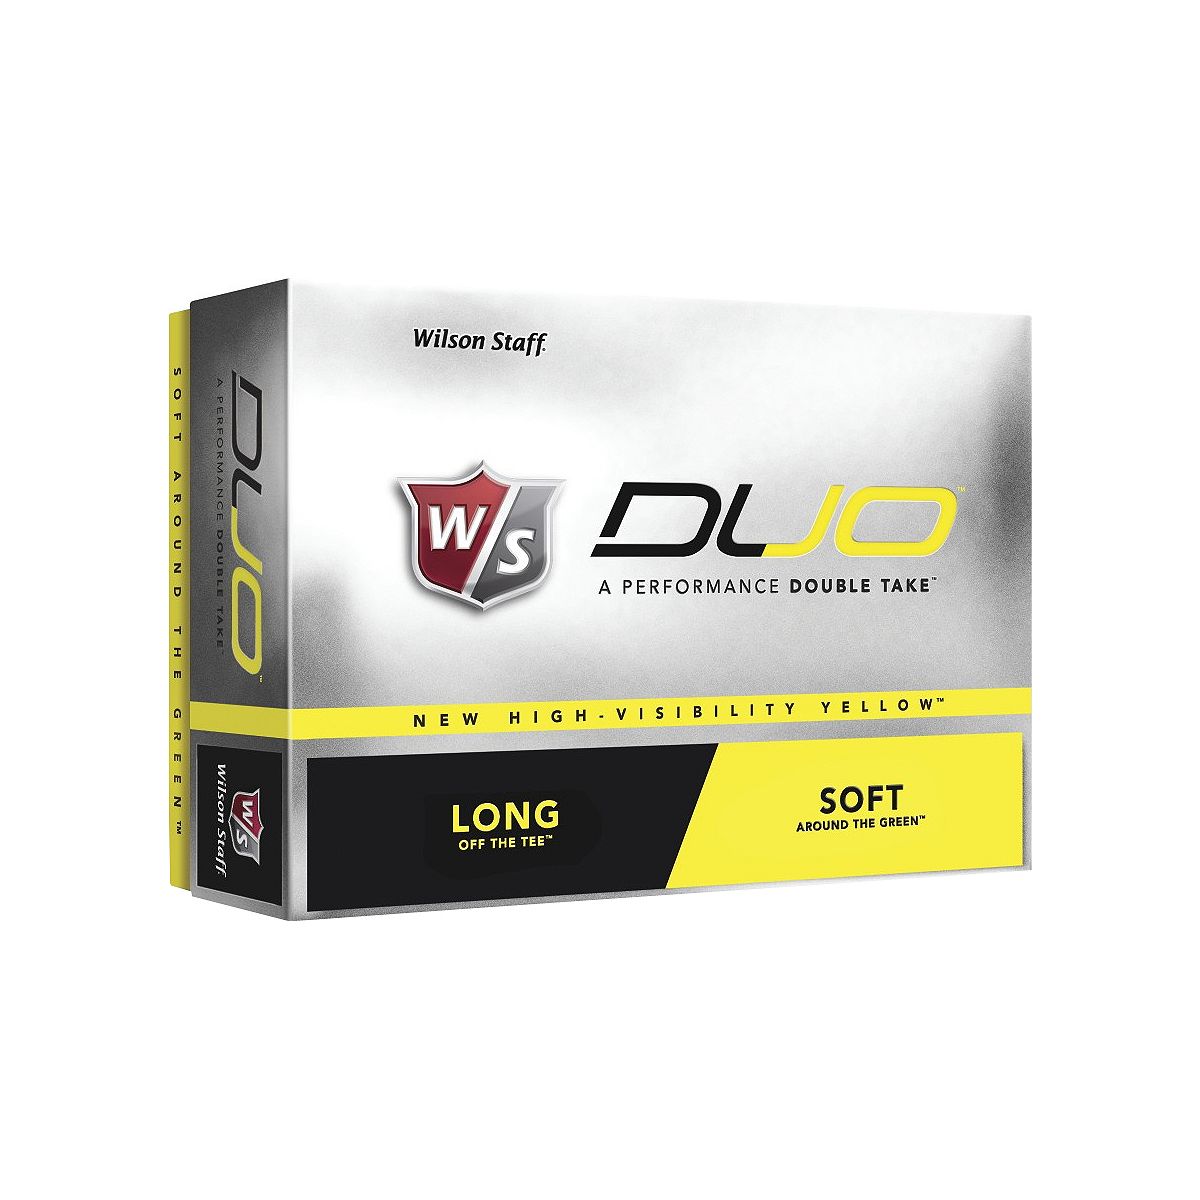 Wilson Staff.
W/S
DUO™
A PERFORMANCE DOUBLE TAKE™
NEW HIGH-VISIBILITY YELLOW™
LONG
OFF THE TEE™
SOFT
AROUND THE GREEN™
DUO™
A PERFORMANCE DOUBLE TAKE™
W/S
Wilson Staff.
SOFT AROUND THE GREEN™